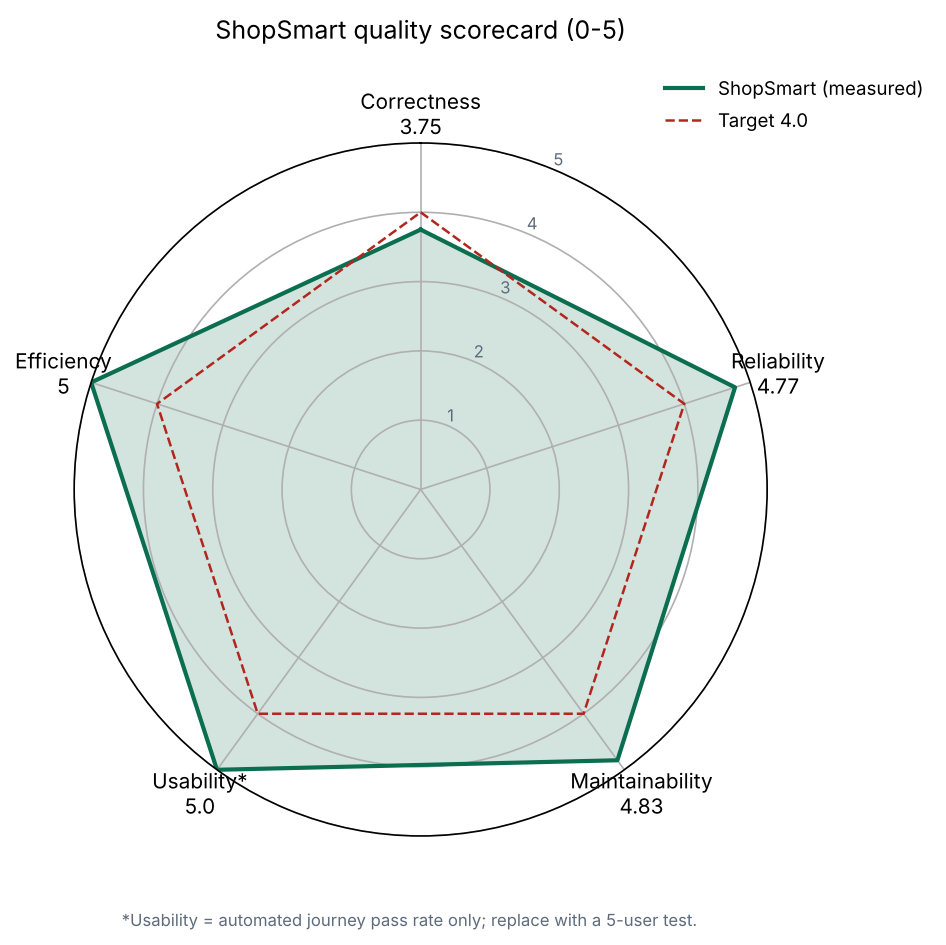 ShopSmart quality scorecard (0-5)
ShopSmart (measured)
Target 4.0
Correctness
3.75
5
4
3
2
1
Efficiency
5
Reliability
4.77
Usability*
5.0
Maintainability
4.83
*Usability = automated journey pass rate only; replace with a 5-user test.